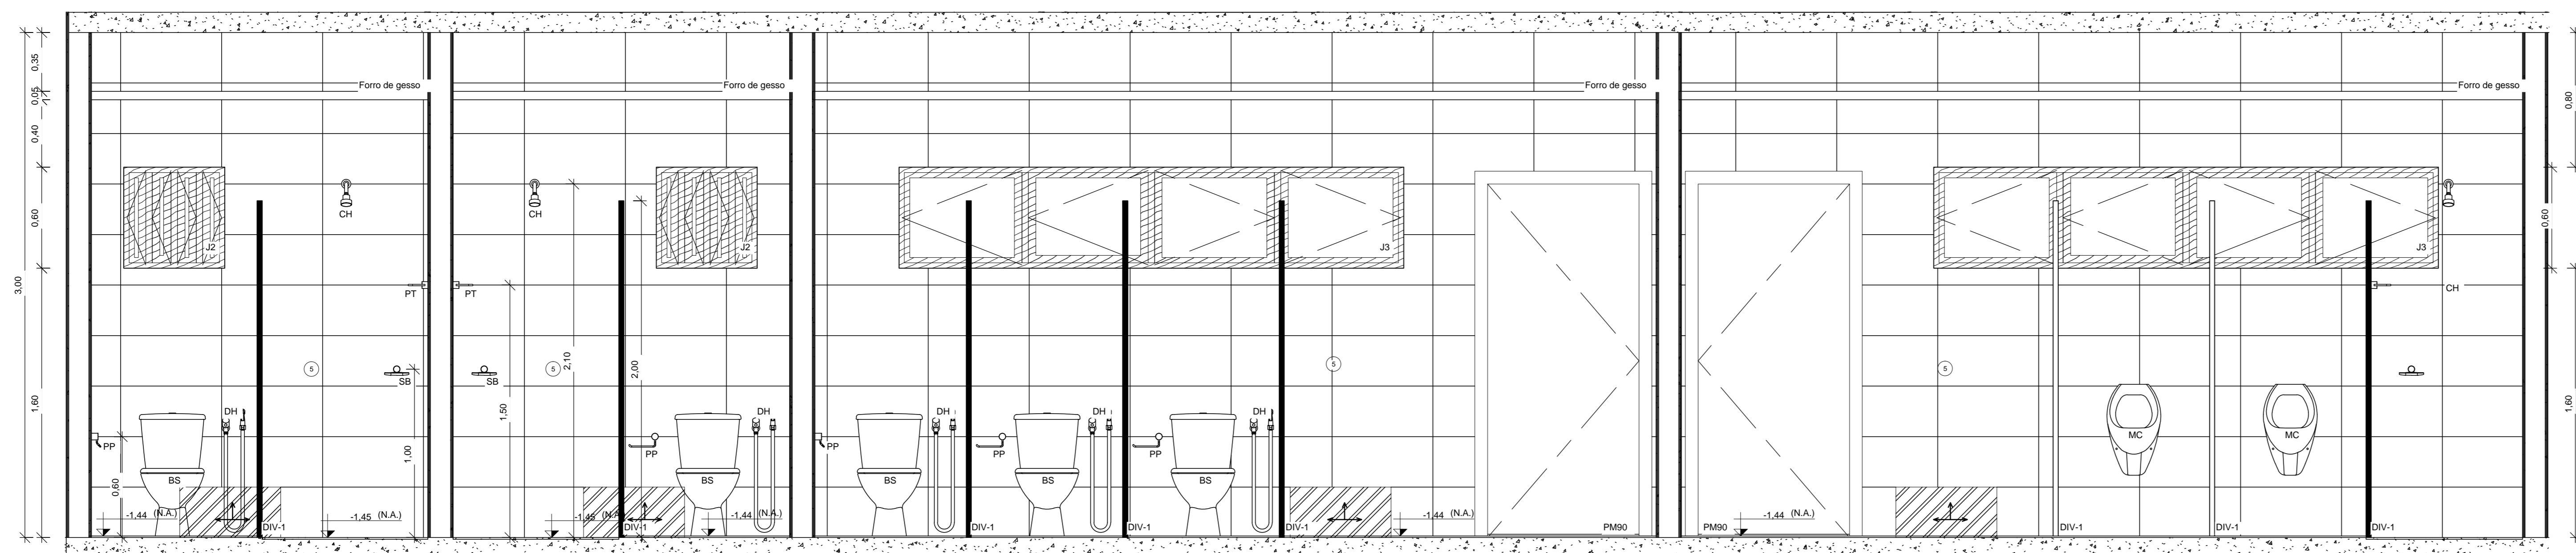 Forro de gesso
Forro de gesso
Forro de gesso
Forro de gesso
3,00
0,35
0,05
0,40
0,60
1,60
J2
CH
PT
SB
5
DH
PP
BS
0,60
1,00
-1,44 (N.A.)
DIV-1
-1,45 (N.A.)
CH
J2
PT
SB
5
2,10
2,00
1,50
DH
PP
BS
-1,45 (N.A.)
DIV-1
-1,44 (N.A.)
J3
5
PP
BS
DH
PP
BS
DH
PP
BS
DH
DIV-1
DIV-1
DIV-1
-1,44 (N.A.)
PM90
PM90
-1,44 (N.A.)
5
J3
CH
MC
MC
DIV-1
DIV-1
DIV-1
0,80
0,60
1,60